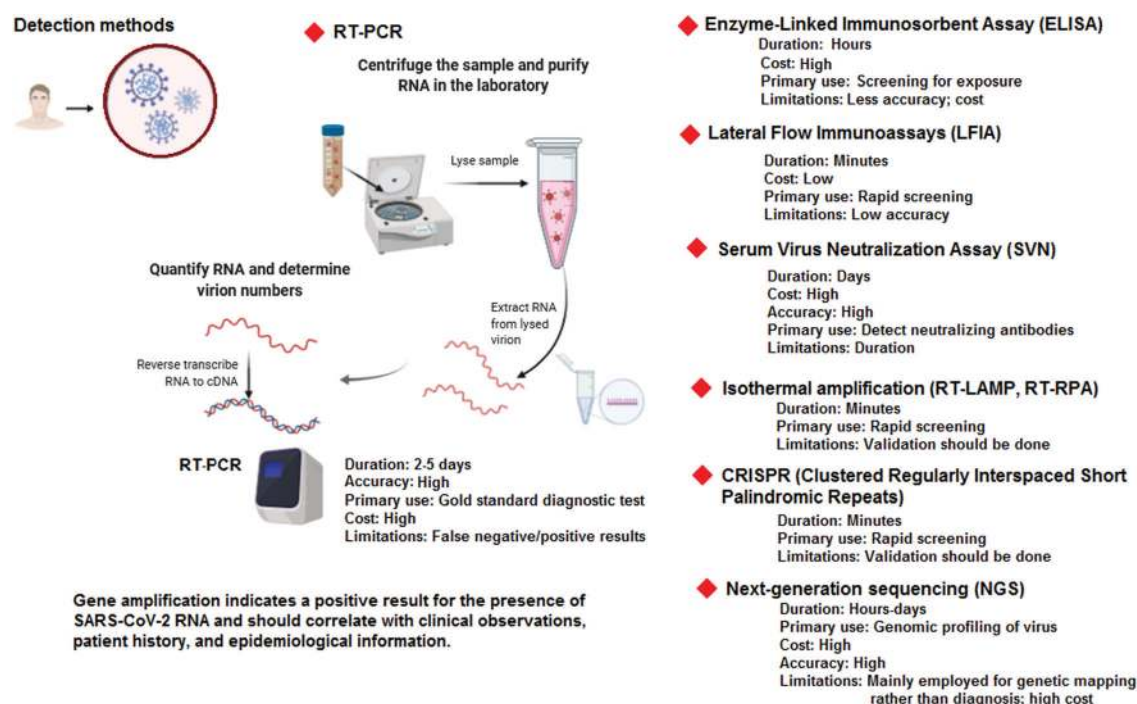 Detection methods
RT-PCR
Centrifuge the sample and purify
RNA in the laboratory
Lyse sample
Extract RNA
from lysed
virion
Quantify RNA and determine
virion numbers
Reverse transcribe
RNA to cDNA
RT-PCR
Duration: 2-5 days
Accuracy: High
Primary use: Gold standard diagnostic test
Cost: High
Limitations: False negative/positive results
Gene amplification indicates a positive result for the presence of
SARS-CoV-2 RNA and should correlate with clinical observations,
patient history, and epidemiological information.
Enzyme-Linked Immunosorbent Assay (ELISA)
Duration: Hours
Cost: High
Primary use: Screening for exposure
Limitations: Less accuracy; cost
Lateral Flow Immunoassays (LFIA)
Duration: Minutes
Cost: Low
Primary use: Rapid screening
Limitations: Low accuracy
Serum Virus Neutralization Assay (SVN)
Duration: Days
Cost: High
Accuracy: High
Primary use: Detect neutralizing antibodies
Limitations: Duration
Isothermal amplification (RT-LAMP, RT-RPA)
Duration: Minutes
Primary use: Rapid screening
Limitations: Validation should be done
CRISPR (Clustered Regularly Interspaced Short
Palindromic Repeats)
Duration: Minutes
Primary use: Rapid screening
Limitations: Validation should be done
Next-generation sequencing (NGS)
Duration: Hours-days
Primary use: Genomic profiling of virus
Cost: High
Accuracy: High
Limitations: Mainly employed for genetic mapping
rather than diagnosis; high cost